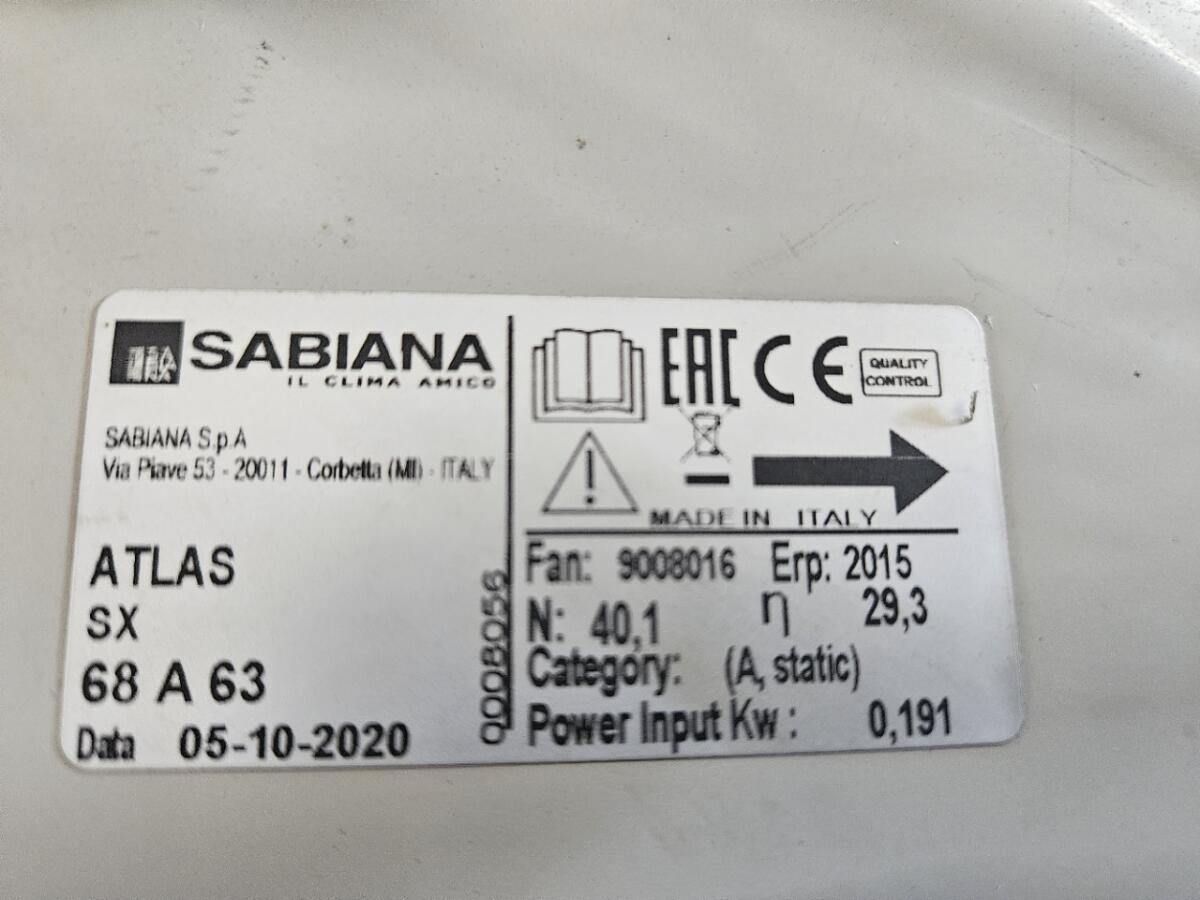 SABIANA
IL CLIMA AMICO
SABIANA S.p.A
Via Piave 53 - 20011 - Corbetta (MI) - ITALY
ATLAS
SX
68 A 63
Data 05-10-2020
0008056
EAC CE QUALITY
CONTROL
MADE IN ITALY
Fan: 9008016 Erp: 2015
N: 40,1 η 29,3
Category: (A, static)
Power Input Kw : 0,191